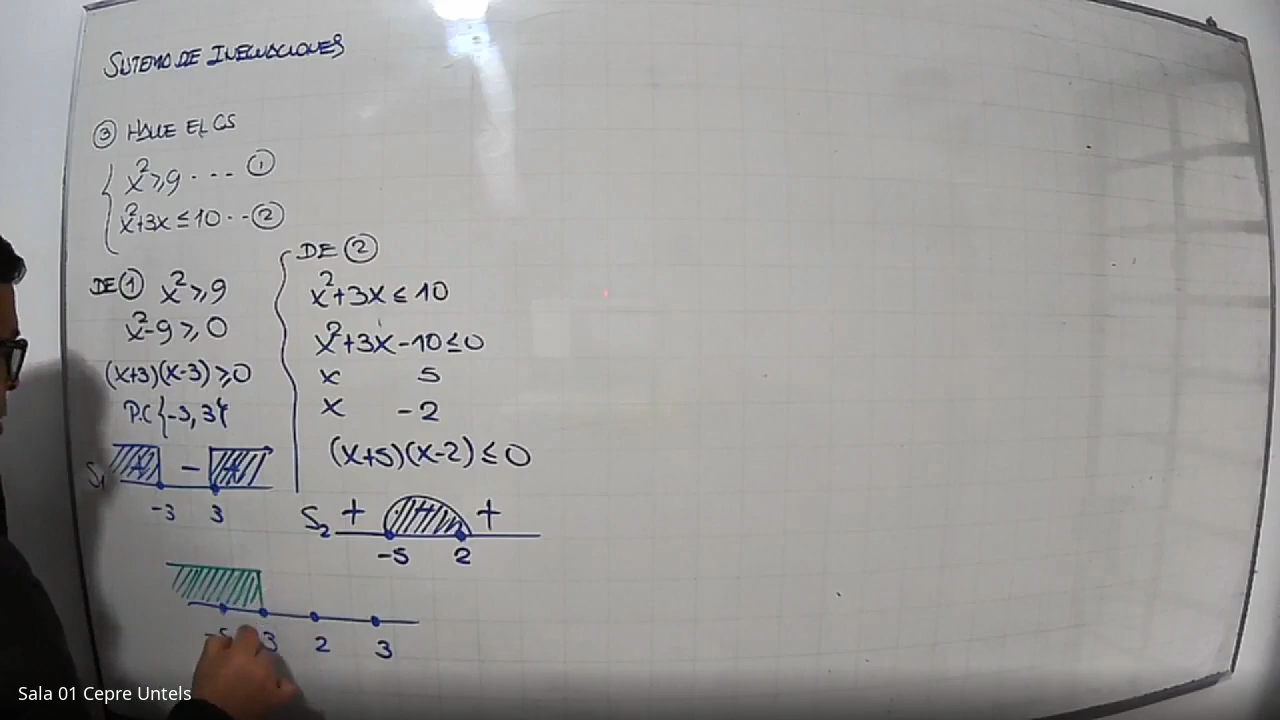 SISTEMA DE INECUACIONES
③ HALLE EL CS
x²≥9 ... ①
x²+3x≤10 .. ②
DE ① x²≥9
x²-9≥0
(x+3)(x-3)≥0
P.C {-3, 3}
S₁ + − +
-3 3
DE ②
x²+3x≤10
x²+3x-10≤0
x 5
x -2
(x+5)(x-2)≤0
S₂ + − +
-5 2
-5 3 2 3
Sala 01 Cepre Untels